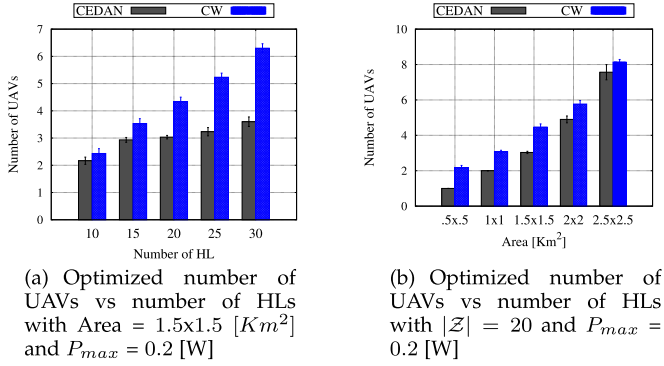 CEDAN CW
7
6
5
4
3
2
1
0
Number of UAVs
10 15 20 25 30
Number of HL
(a) Optimized number of
UAVs vs number of HLs
with Area = 1.5x1.5 [Km²]
and P_max = 0.2 [W]
CEDAN CW
10
8
6
4
2
0
Number of UAVs
.5x.5 1x1 1.5x1.5 2x2 2.5x2.5
Area [Km²]
(b) Optimized number of
UAVs vs number of HLs
with |𝒵| = 20 and P_max =
0.2 [W]